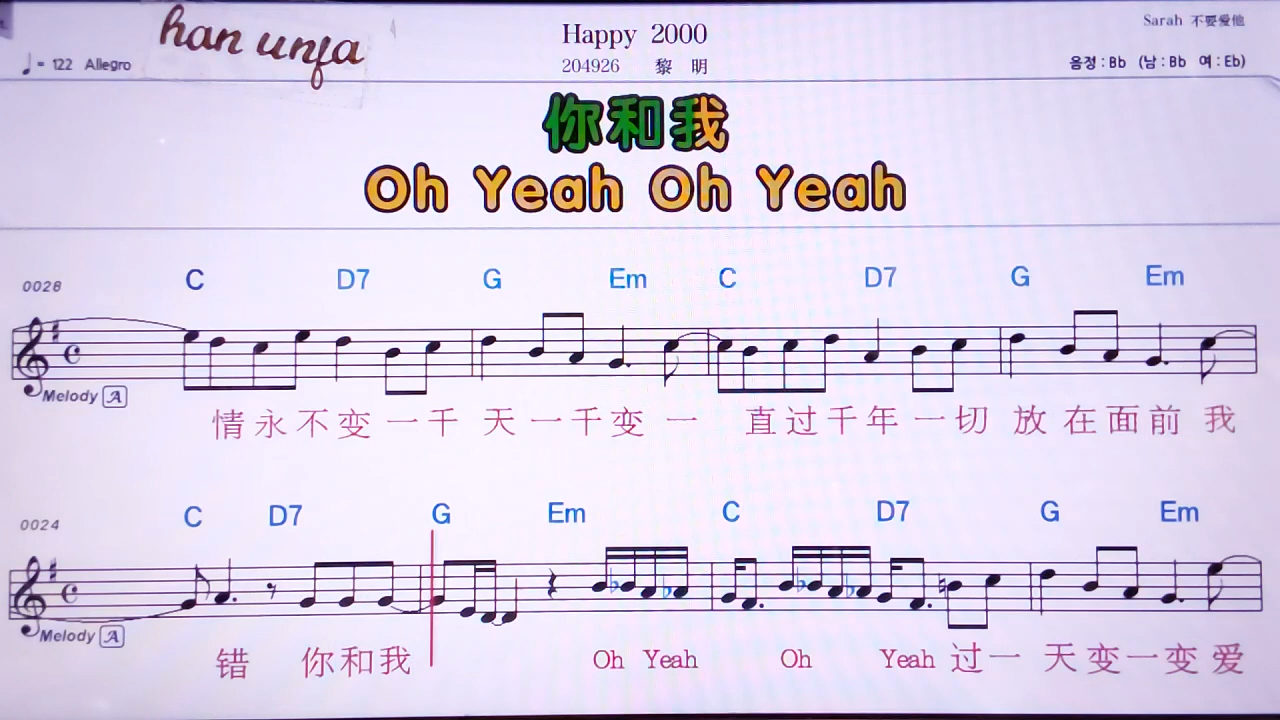 han unfa
Happy 2000
Sarah 不要爱他
♩= 122 Allegro
204926 黎 明
음정 : Bb (남 : Bb 여 : Eb)
你和我
Oh Yeah Oh Yeah
0028 C D7 G Em C D7 G Em
Melody A
情永不变一千 天一千变一 直过千年一切 放在面前我
0024 C D7 G Em C D7 G Em
Melody A
错 你和我 Oh Yeah Oh Yeah 过一 天变一变爱